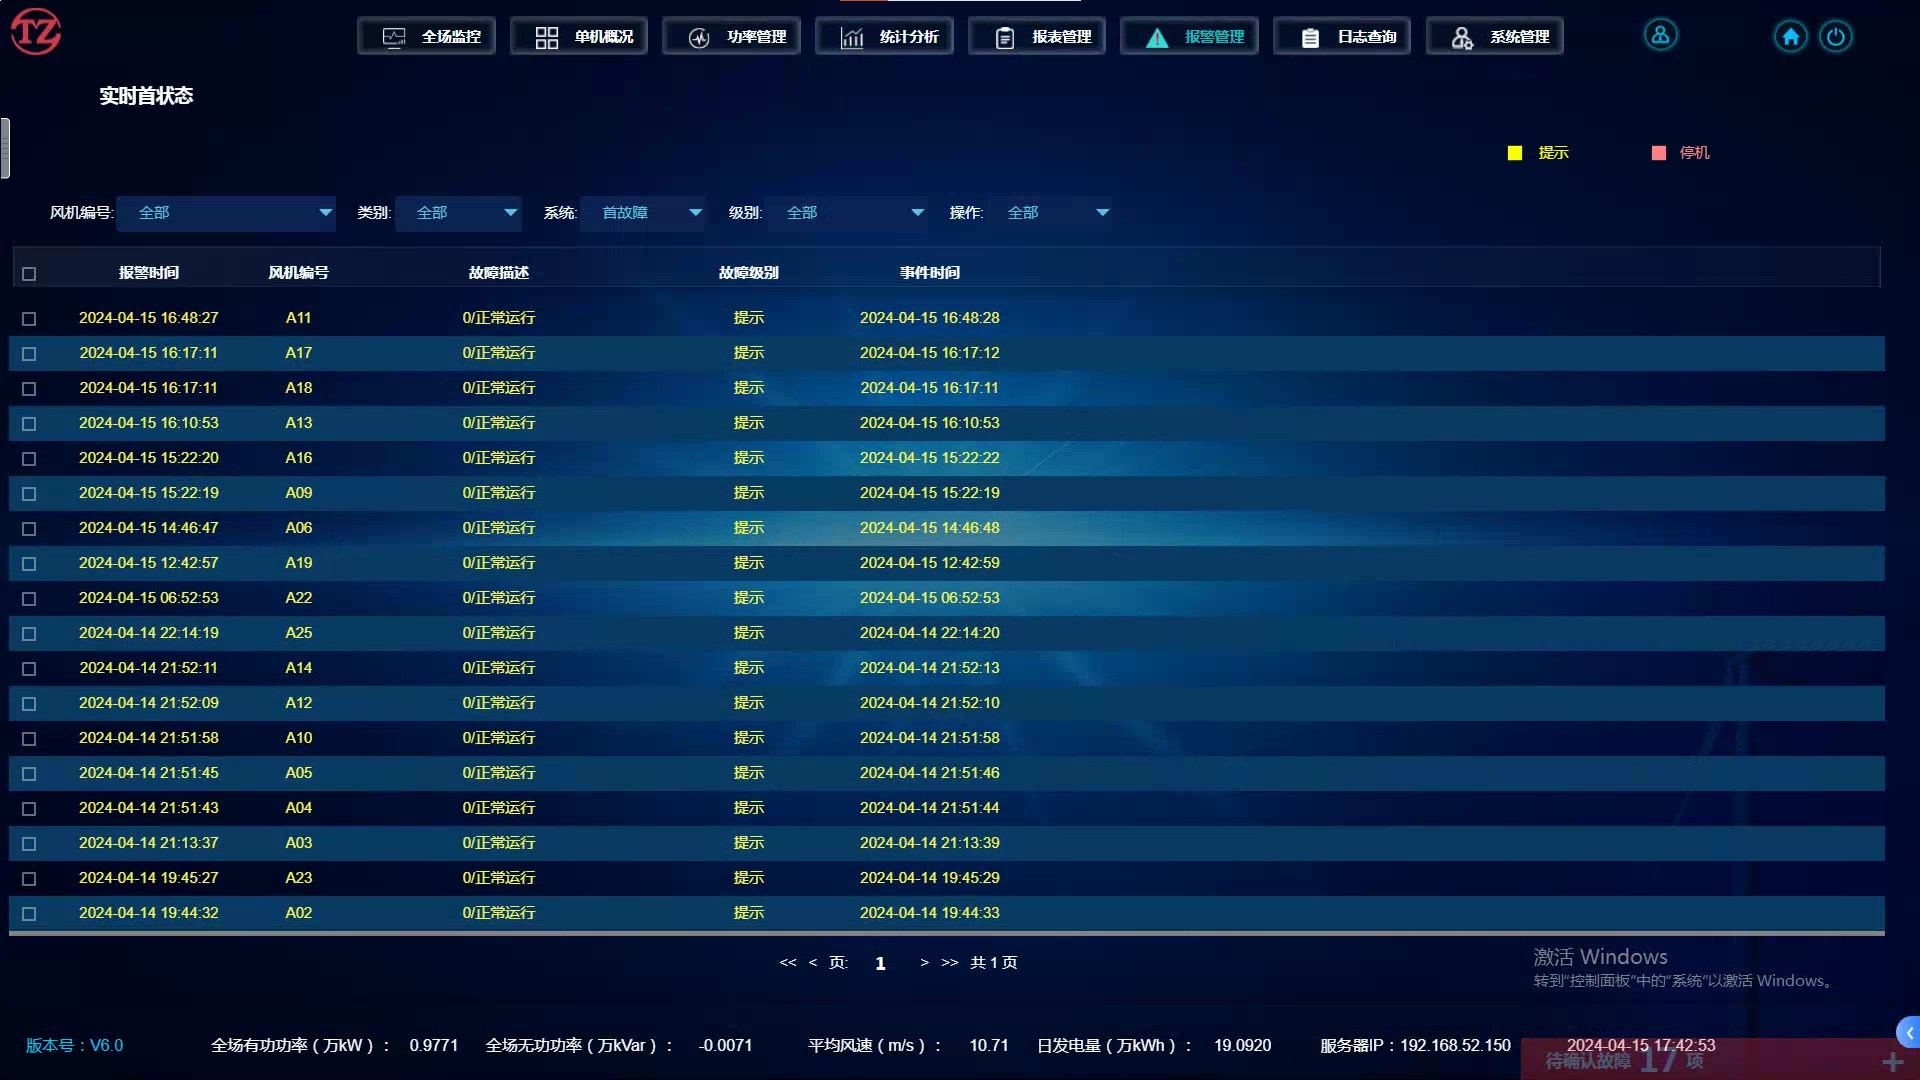 TZ
全场监控 单机概况 功率管理 统计分析 报表管理 报警管理 日志查询 系统管理
实时首状态
提示 停机
风机编号: 全部 类别: 全部 系统: 首故障 级别: 全部 操作: 全部
报警时间 风机编号 故障描述 故障级别 事件时间
2024-04-15 16:48:27 A11 0/正常运行 提示 2024-04-15 16:48:28
2024-04-15 16:17:11 A17 0/正常运行 提示 2024-04-15 16:17:12
2024-04-15 16:17:11 A18 0/正常运行 提示 2024-04-15 16:17:11
2024-04-15 16:10:53 A13 0/正常运行 提示 2024-04-15 16:10:53
2024-04-15 15:22:20 A16 0/正常运行 提示 2024-04-15 15:22:22
2024-04-15 15:22:19 A09 0/正常运行 提示 2024-04-15 15:22:19
2024-04-15 14:46:47 A06 0/正常运行 提示 2024-04-15 14:46:48
2024-04-15 12:42:57 A19 0/正常运行 提示 2024-04-15 12:42:59
2024-04-15 06:52:53 A22 0/正常运行 提示 2024-04-15 06:52:53
2024-04-14 22:14:19 A25 0/正常运行 提示 2024-04-14 22:14:20
2024-04-14 21:52:11 A14 0/正常运行 提示 2024-04-14 21:52:13
2024-04-14 21:52:09 A12 0/正常运行 提示 2024-04-14 21:52:10
2024-04-14 21:51:58 A10 0/正常运行 提示 2024-04-14 21:51:58
2024-04-14 21:51:45 A05 0/正常运行 提示 2024-04-14 21:51:46
2024-04-14 21:51:43 A04 0/正常运行 提示 2024-04-14 21:51:44
2024-04-14 21:13:37 A03 0/正常运行 提示 2024-04-14 21:13:39
2024-04-14 19:45:27 A23 0/正常运行 提示 2024-04-14 19:45:29
2024-04-14 19:44:32 A02 0/正常运行 提示 2024-04-14 19:44:33
<< < 页: 1 > >> 共 1 页
激活 Windows
转到"控制面板"中的"系统"以激活 Windows。
版本号：V6.0 全场有功功率（万kW）： 0.9771 全场无功功率（万kVar）： -0.0071 平均风速（m/s）： 10.71 日发电量（万kWh）： 19.0920 服务器IP：192.168.52.150 2024-04-15 17:42:53
待确认故障 17 项 +